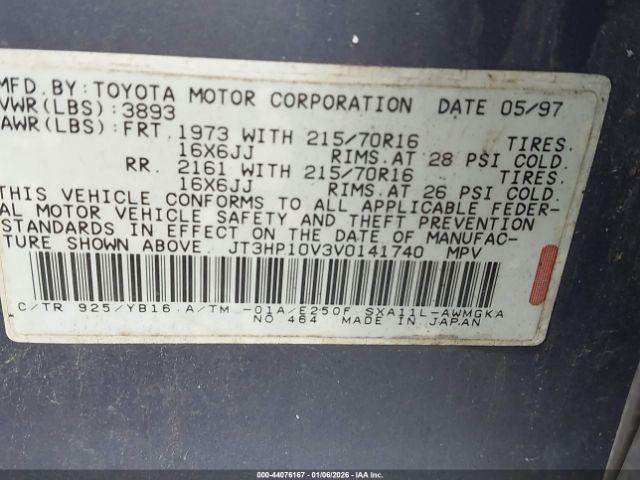 MFD. BY: TOYOTA MOTOR CORPORATION DATE 05/97
VWR(LBS): 3893
AWR(LBS): FRT. 1973 WITH 215/70R16 TIRES.
16X6JJ RIMS. AT 28 PSI COLD.
RR. 2161 WITH 215/70R16 TIRES.
16X6JJ RIMS. AT 26 PSI COLD.
THIS VEHICLE CONFORMS TO ALL APPLICABLE FEDER-
AL MOTOR VEHICLE SAFETY AND THEFT PREVENTION
STANDARDS IN EFFECT ON THE DATE OF MANUFAC-
TURE SHOWN ABOVE. JT3HP10V3V0141740 MPV
C/TR 925/YB16 A/TM -01A/E250F SXA11L-AWMGKA
NO 464 MADE IN JAPAN
000-44076167 - 01/06/2026 - IAAI, Inc.